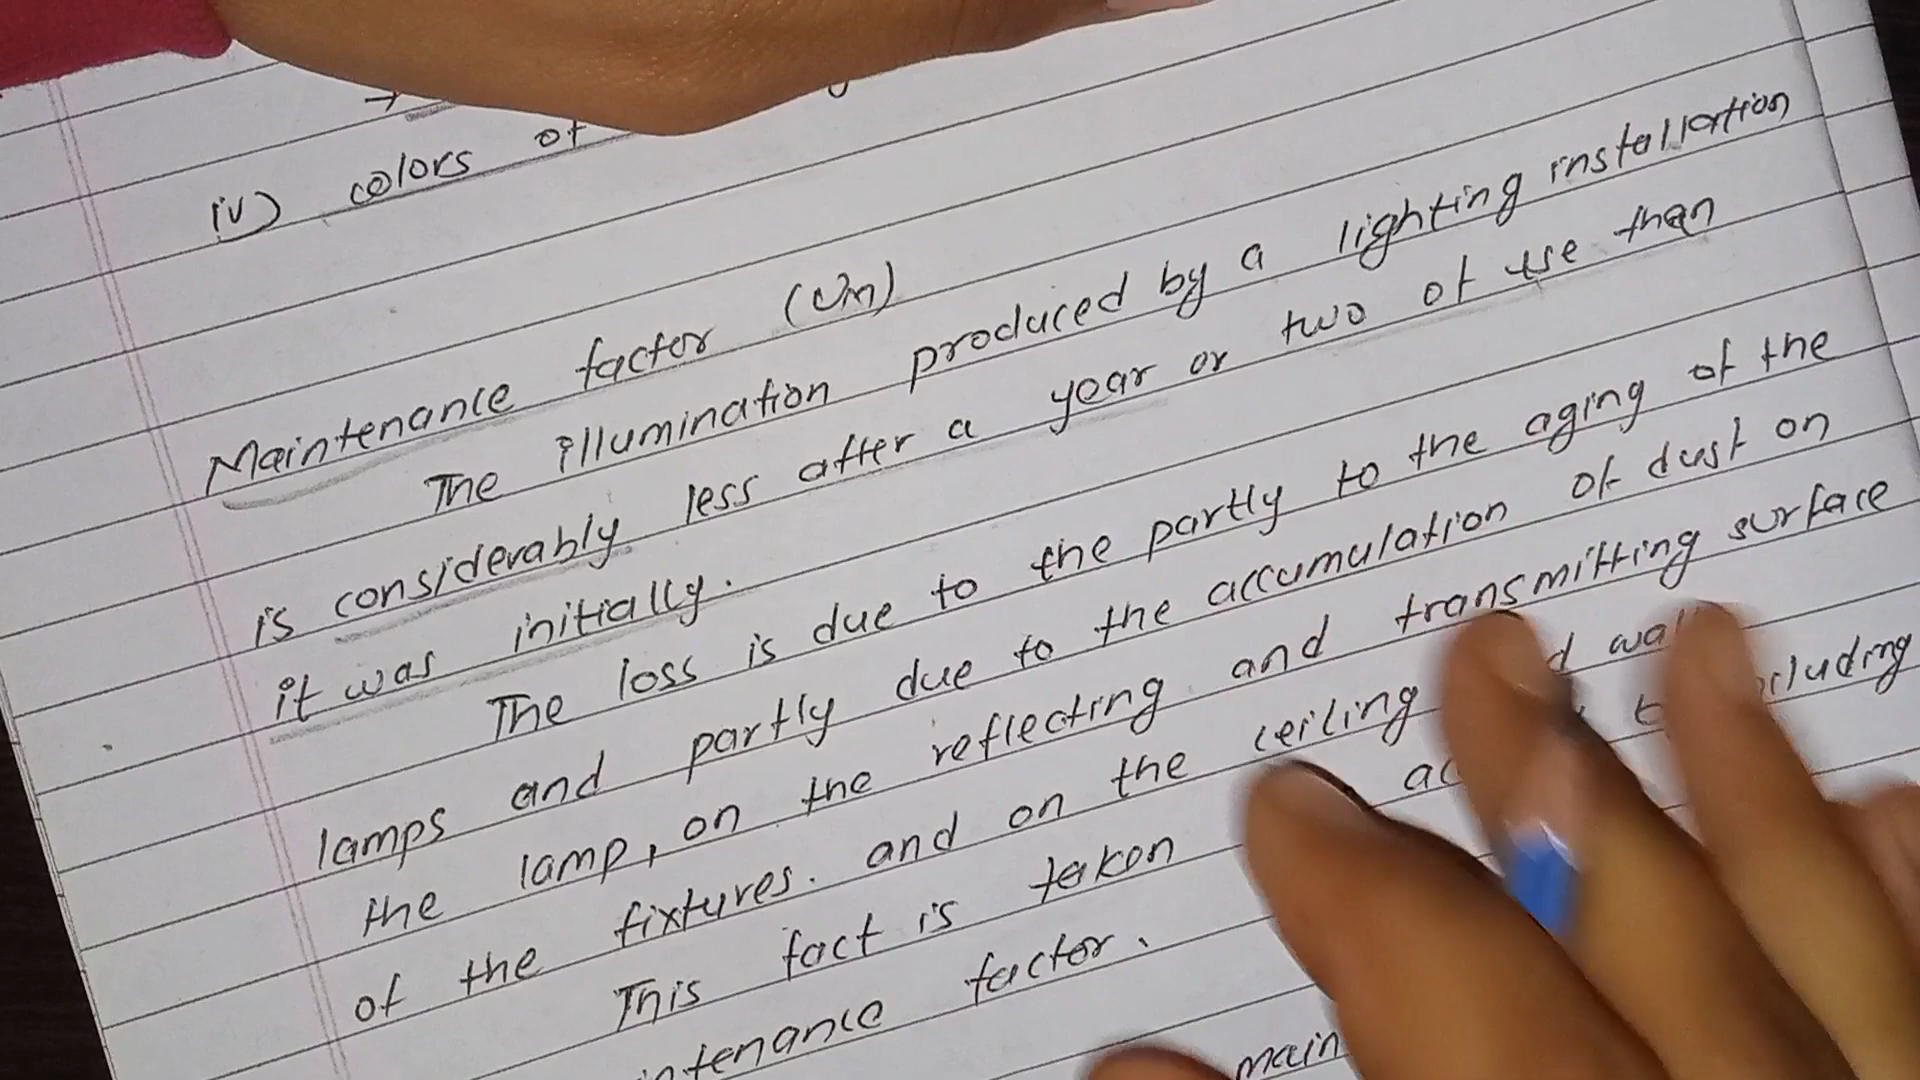 iv) colors of
Maintenance factor (Um)
The illumination produced by a lighting installation
is considerably less after a year or two of use than
it was initially.
The loss is due to the partly to the aging of the
lamps and partly due to the accumulation of dust on
the lamp, on the reflecting and transmitting surface
of the fixtures. and on the ceiling
This fact is taken
factor.